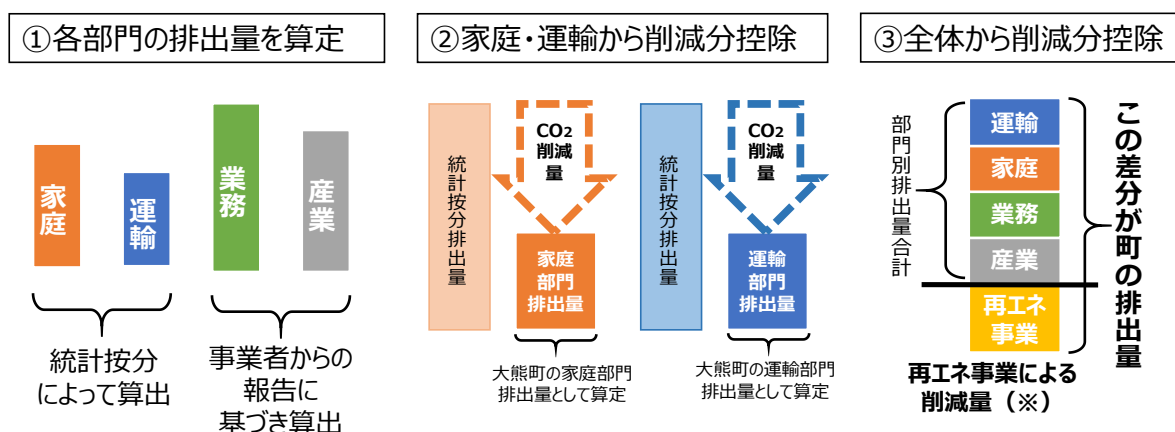 ①各部門の排出量を算定
家庭
運輸
業務
産業
統計按分
によって算出
事業者からの
報告に
基づき算出
②家庭・運輸から削減分控除
統計按分排出量
CO2
削減
量
家庭
部門
排出量
大熊町の家庭部門
排出量として算定
統計按分排出量
CO2
削減
量
運輸
部門
排出量
大熊町の運輸部門
排出量として算定
③全体から削減分控除
部門別排出量合計
運輸
家庭
業務
産業
再エネ
事業
この差分が町の排出量
再エネ事業による
削減量（※）